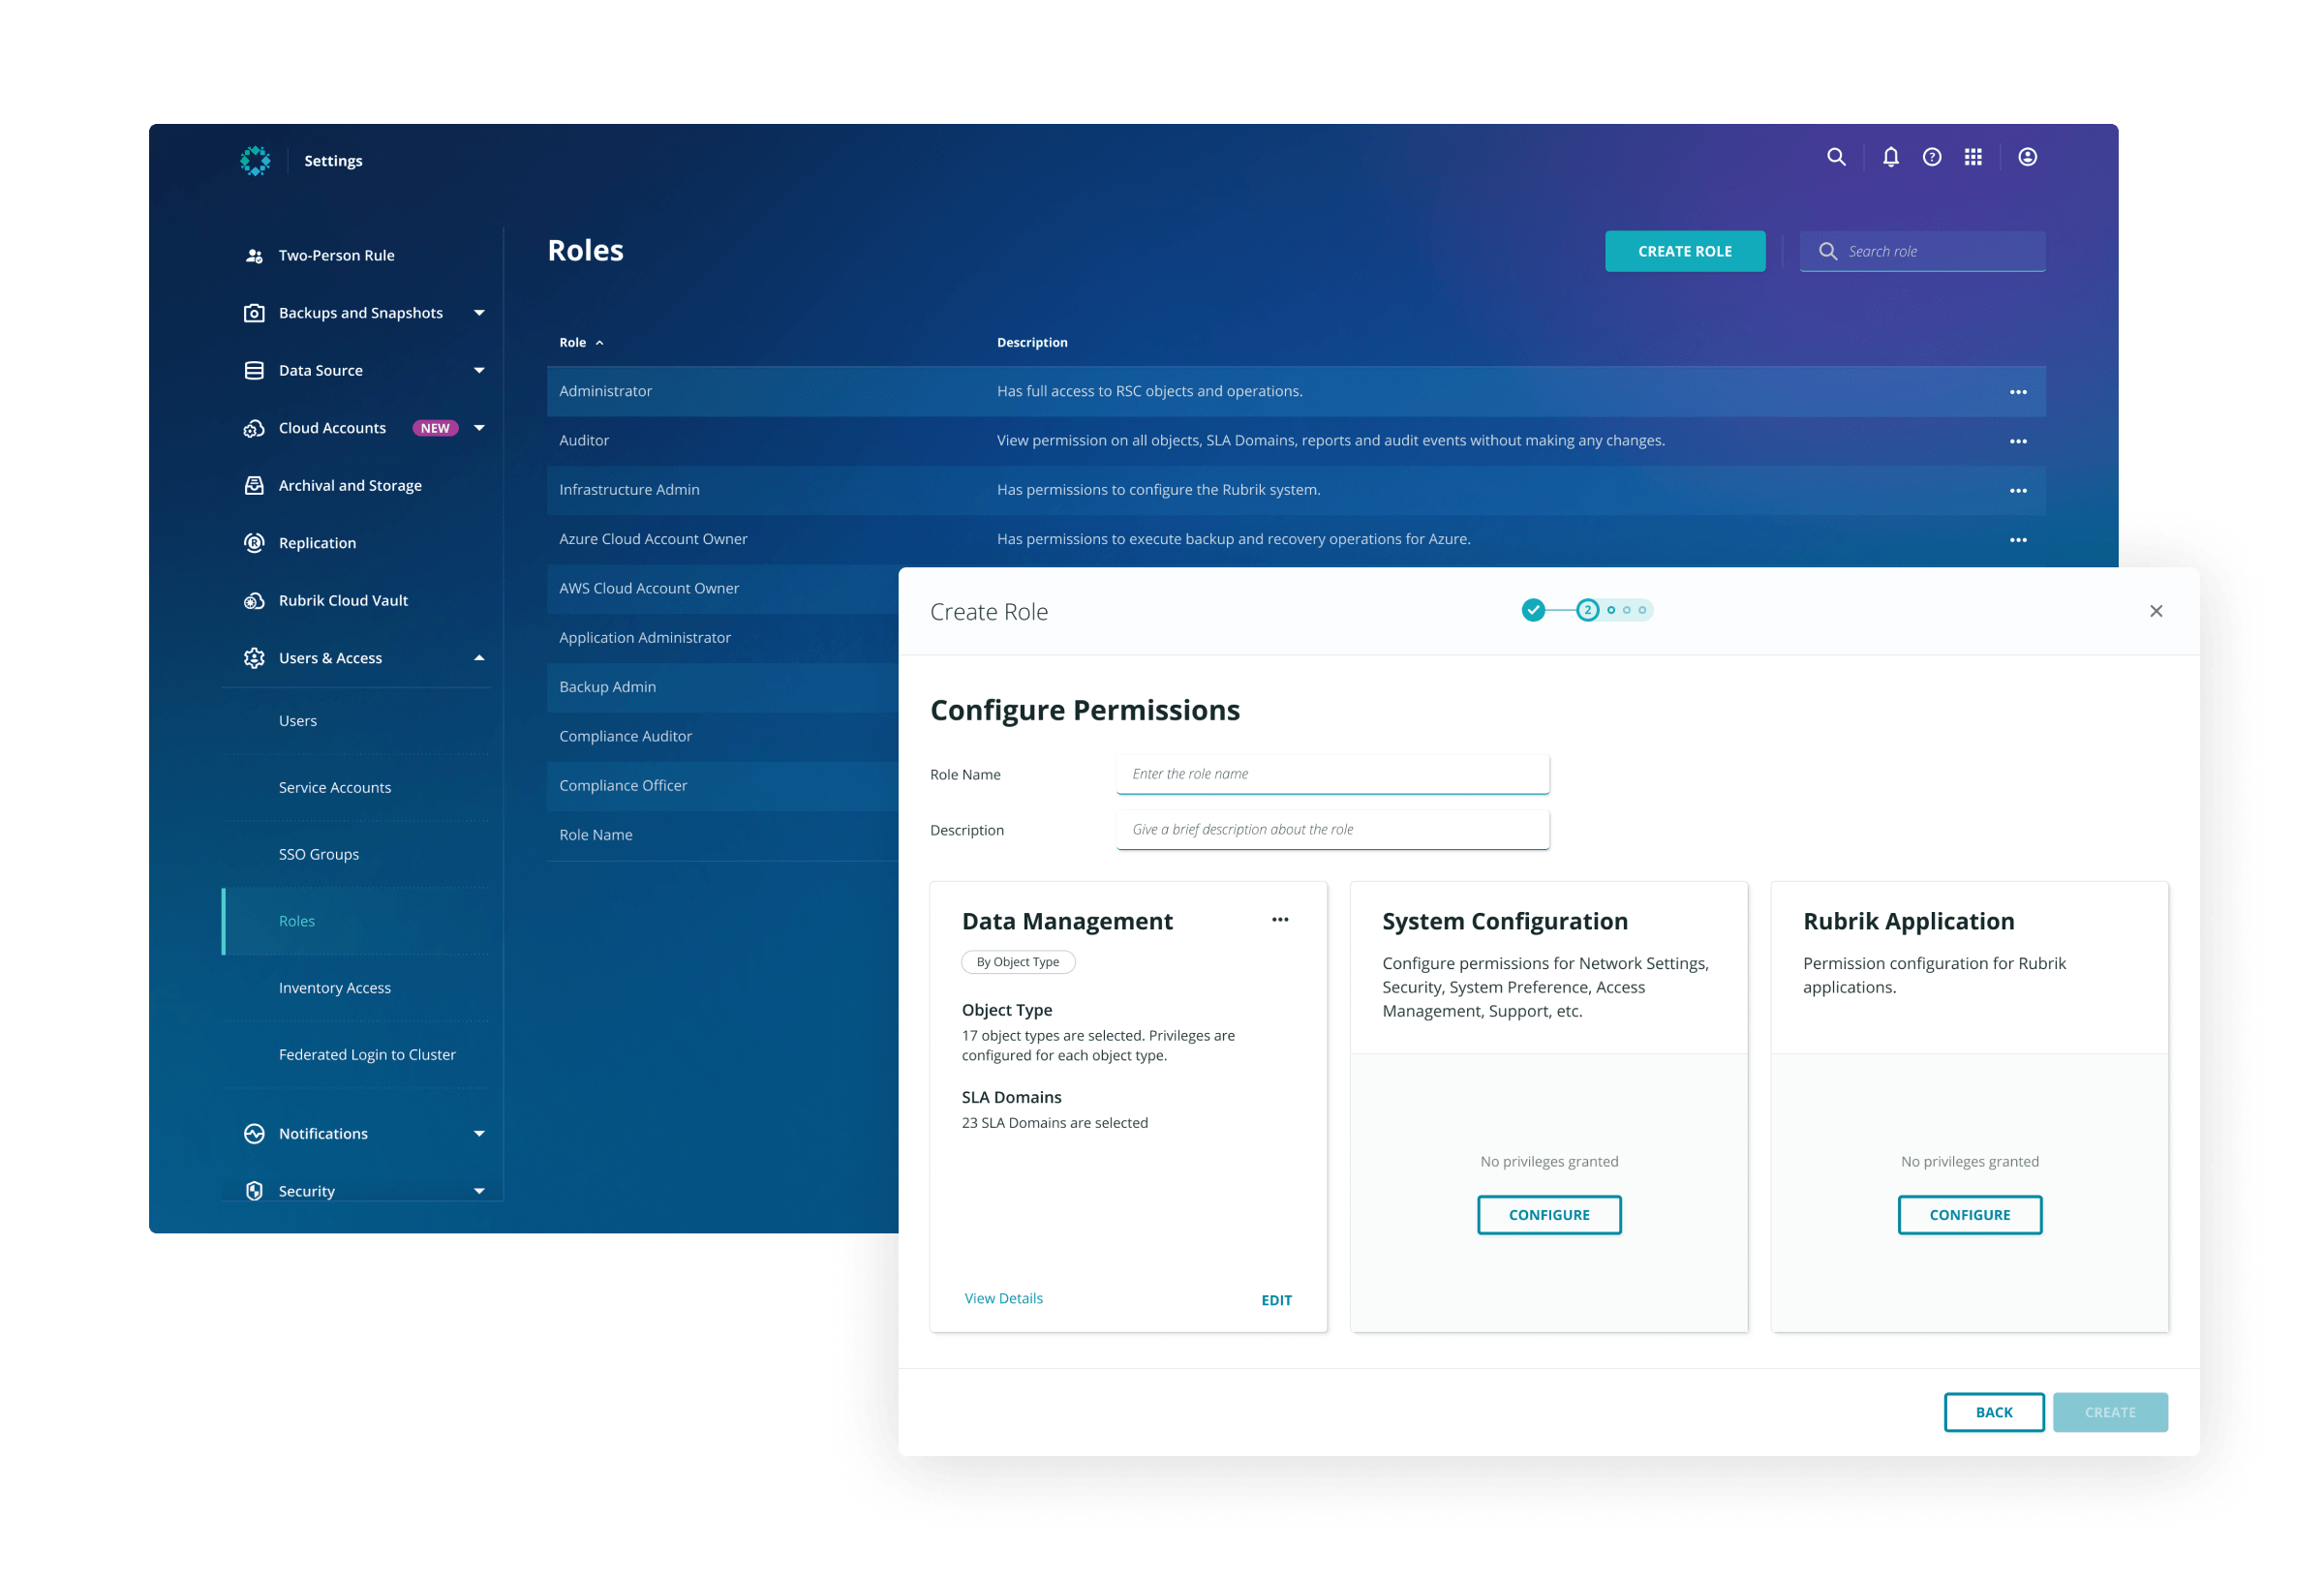 Settings
Two-Person Rule
Backups and Snapshots
Data Source
Cloud Accounts NEW
Archival and Storage
Replication
Rubrik Cloud Vault
Users & Access
Users
Service Accounts
SSO Groups
Roles
Inventory Access
Federated Login to Cluster
Notifications
Security
Roles
CREATE ROLE
Search role
Role Description
Administrator Has full access to RSC objects and operations.
Auditor View permission on all objects, SLA Domains, reports and audit events without making any changes.
Infrastructure Admin Has permissions to configure the Rubrik system.
Azure Cloud Account Owner Has permissions to execute backup and recovery operations for Azure.
AWS Cloud Account Owner
Application Administrator
Backup Admin
Compliance Auditor
Compliance Officer
Role Name
Create Role
2
Configure Permissions
Role Name Enter the role name
Description Give a brief description about the role
Data Management
By Object Type
Object Type
17 object types are selected. Privileges are
configured for each object type.
SLA Domains
23 SLA Domains are selected
View Details EDIT
System Configuration
Configure permissions for Network Settings,
Security, System Preference, Access
Management, Support, etc.
No privileges granted
CONFIGURE
Rubrik Application
Permission configuration for Rubrik
applications.
No privileges granted
CONFIGURE
BACK CREATE